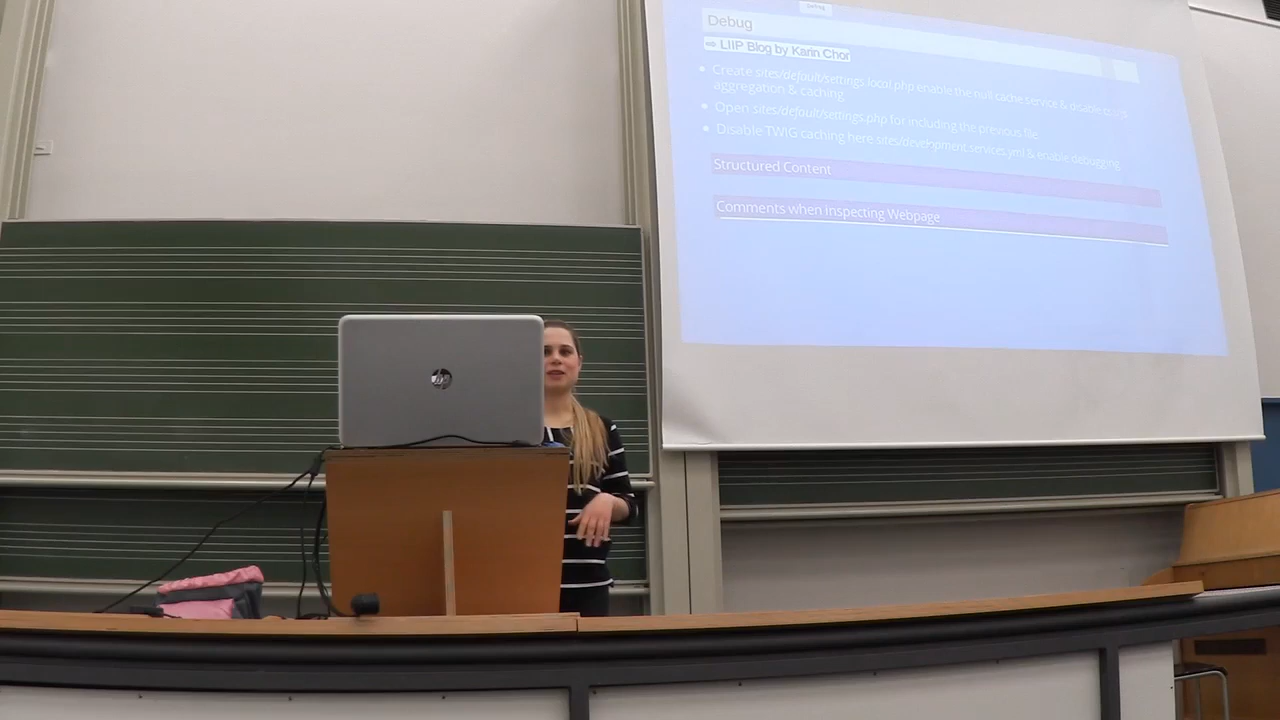 Debug
Debug
⇨ LIIP Blog by Karin Chor
• Create sites/default/settings.local.php enable the null cache service & disable
aggregation & caching
• Open sites/default/settings.php for including the previous file
• Disable TWIG caching here sites/development.services.yml & enable debugging
Structured Content
Comments when inspecting Webpage
hp